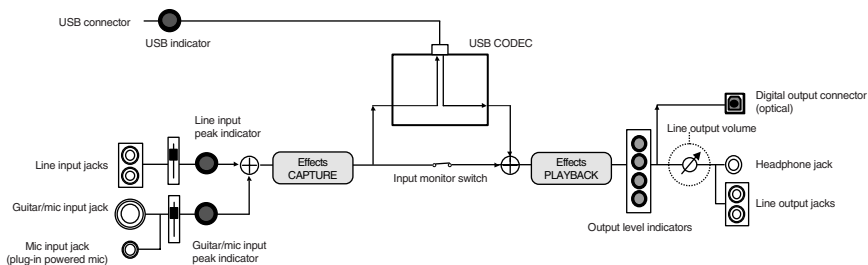 USB connector
USB indicator
USB CODEC
Digital output connector
(optical)
Line input
peak indicator
Line output volume
Line input jacks
Effects
CAPTURE
Input monitor switch
Effects
PLAYBACK
Headphone jack
Guitar/mic input jack
Line output jacks
Output level indicators
Mic input jack
(plug-in powered mic)
Guitar/mic input
peak indicator